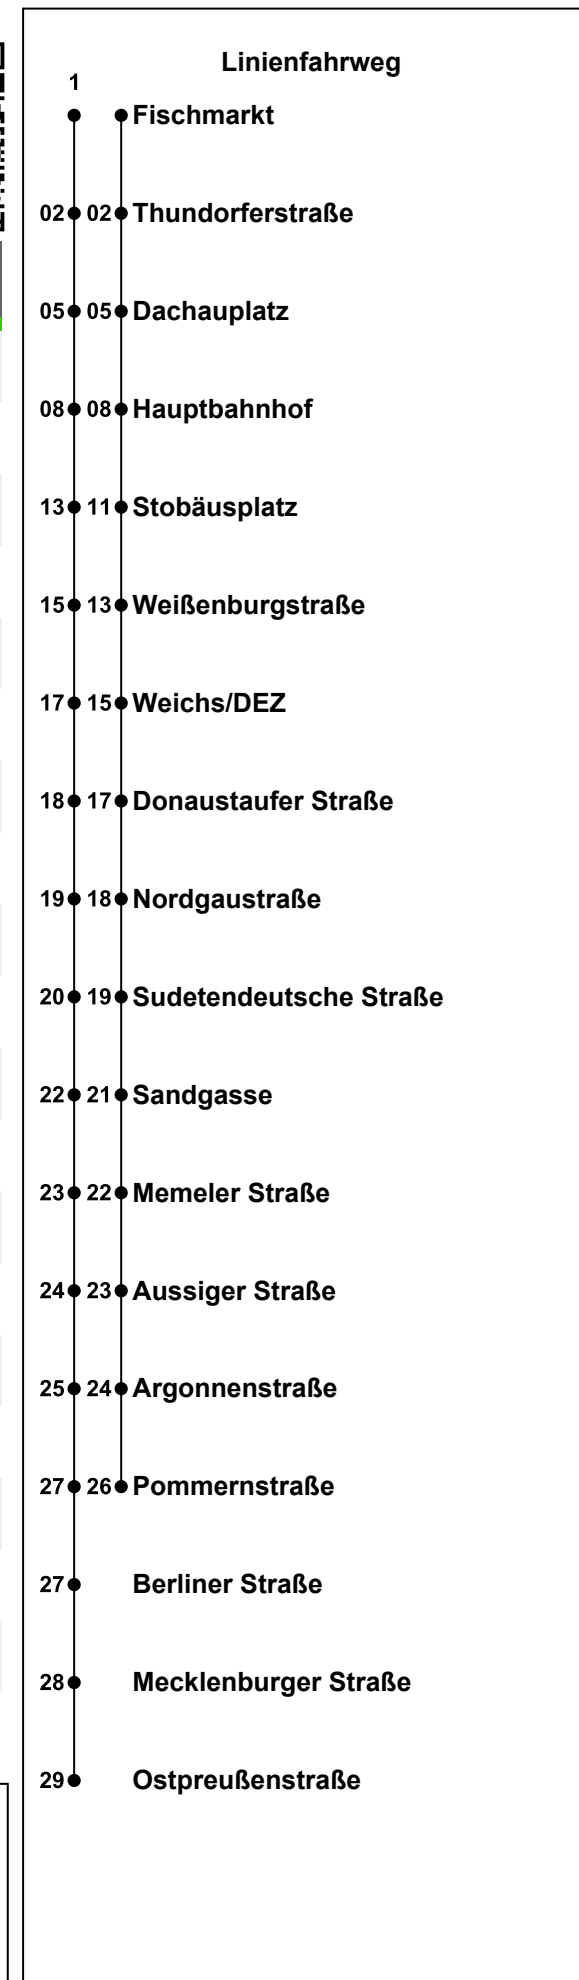 Linienfahrweg
1
Fischmarkt
02 02 Thundorferstraße
05 05 Dachauplatz
08 08 Hauptbahnhof
13 11 Stobäusplatz
15 13 Weißenburgstraße
17 15 Weichs/DEZ
18 17 Donaustaufer Straße
19 18 Nordgaustraße
20 19 Sudetendeutsche Straße
22 21 Sandgasse
23 22 Memeler Straße
24 23 Aussiger Straße
25 24 Argonnenstraße
27 26 Pommernstraße
27 Berliner Straße
28 Mecklenburger Straße
29 Ostpreußenstraße